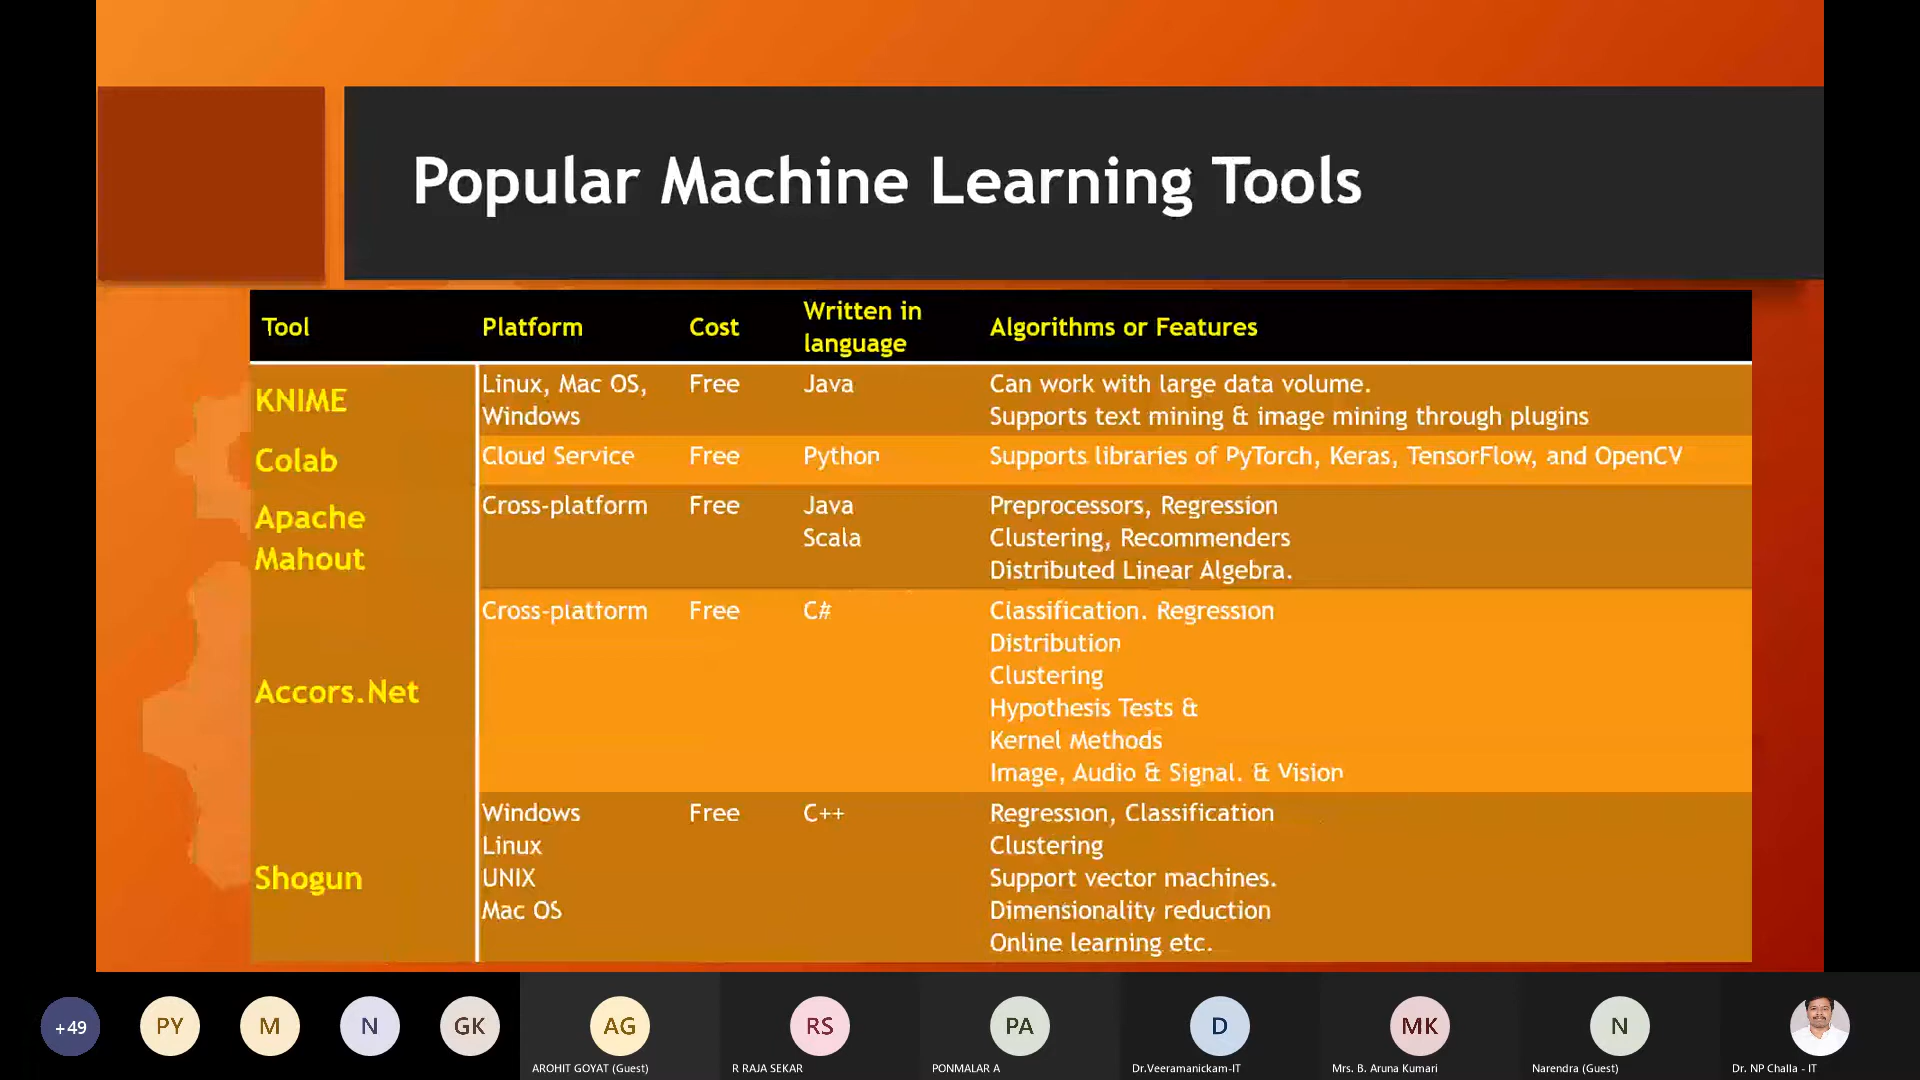 Popular Machine Learning Tools
Tool Platform Cost Written in language Algorithms or Features
KNIME
Linux, Mac OS,
Windows
Free
Java
Can work with large data volume.
Supports text mining & image mining through plugins
Colab
Cloud Service
Free
Python
Supports libraries of PyTorch, Keras, TensorFlow, and OpenCV
Apache
Mahout
Cross-platform
Free
Java
Scala
Preprocessors, Regression
Clustering, Recommenders
Distributed Linear Algebra.
Accors.Net
Cross-platform
Free
C#
Classification. Regression
Distribution
Clustering
Hypothesis Tests &
Kernel Methods
Image, Audio & Signal. & Vision
Shogun
Windows
Linux
UNIX
Mac OS
Free
C++
Regression, Classification
Clustering
Support vector machines.
Dimensionality reduction
Online learning etc.
+49
PY
M
N
GK
AG
RS
PA
D
MK
N
AROHIT GOYAT (Guest)
R RAJA SEKAR
PONMALAR A
Dr.Veeramanickam-IT
Mrs. B. Aruna Kumari
Narendra (Guest)
Dr. NP Challa - IT